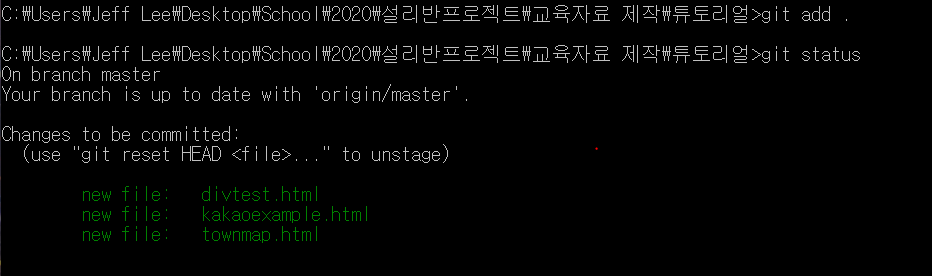 C:\Users\Jeff Lee\Desktop\School\2020\설리반프로젝트\교육자료 제작\튜토리얼>git add .
C:\Users\Jeff Lee\Desktop\School\2020\설리반프로젝트\교육자료 제작\튜토리얼>git status
On branch master
Your branch is up to date with 'origin/master'.
Changes to be committed:
(use "git reset HEAD <file>..." to unstage)
new file: divtest.html
new file: kakaoexample.html
new file: townmap.html